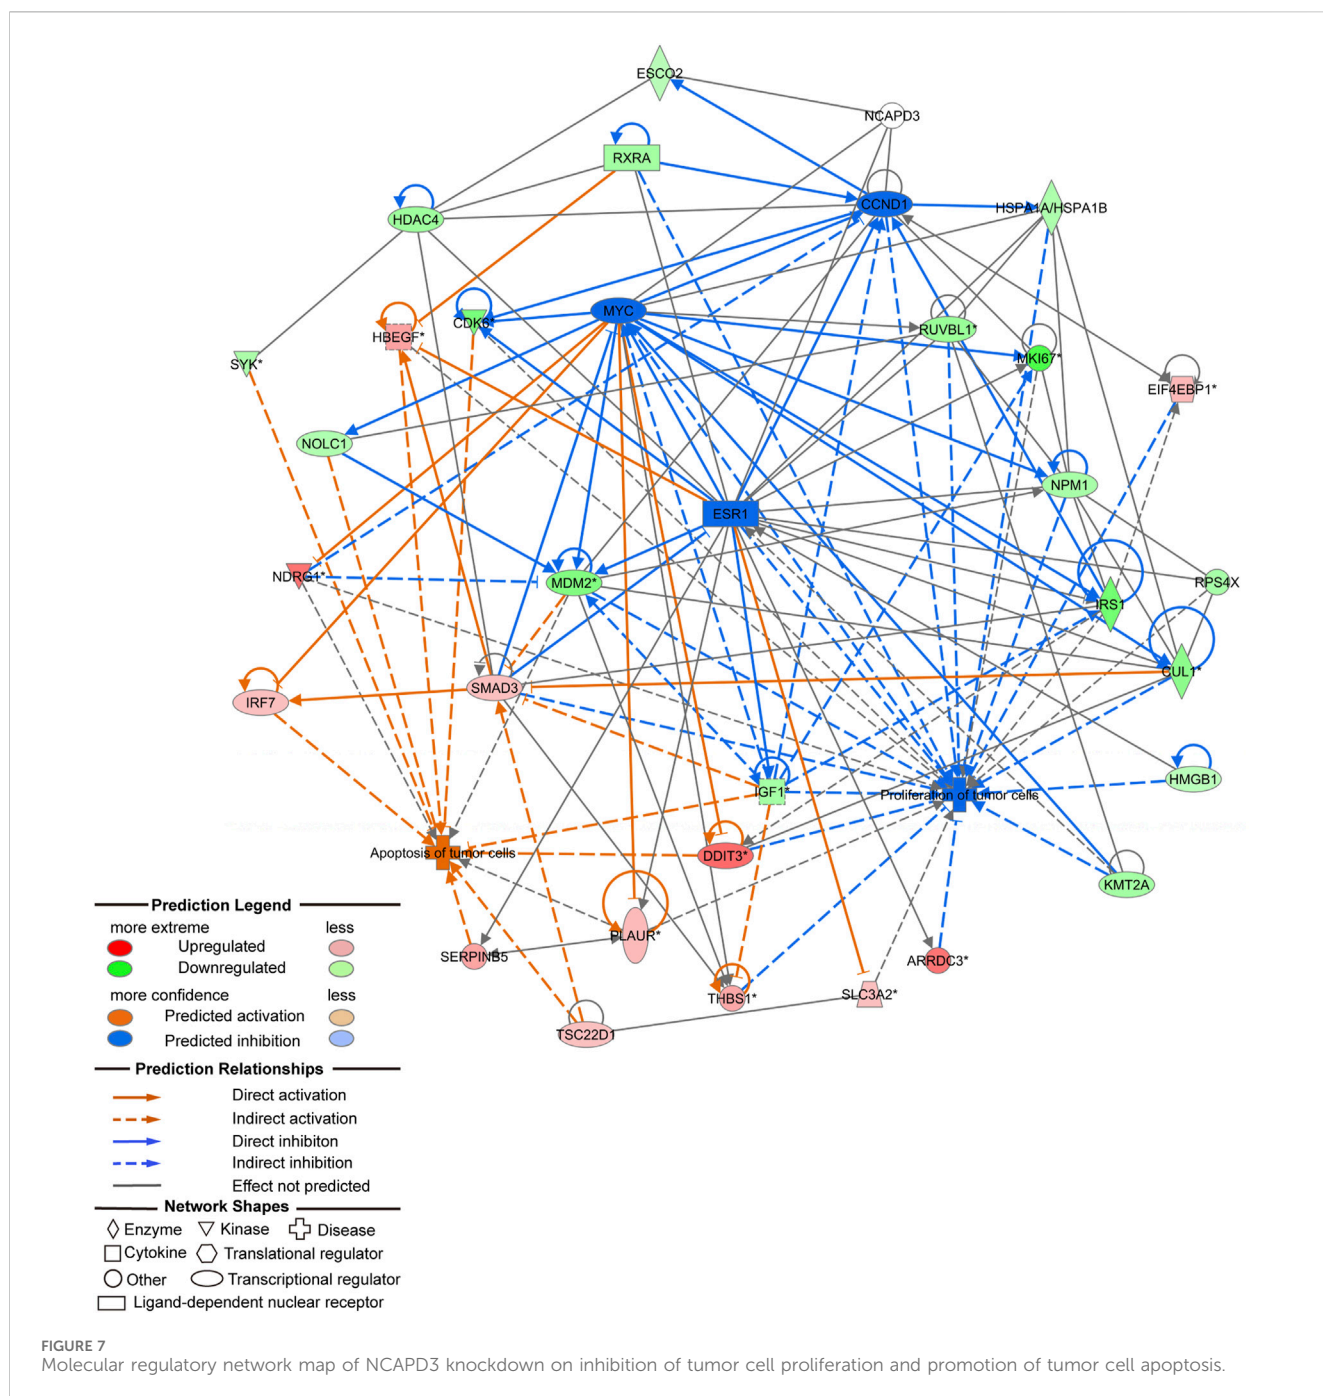 ESCO2
NCAPD3
RXRA
CCND1
HSPA1A/HSPA1B
HDAC4
MYC
CDK6*
HBEGF*
RUVBL1*
MKI67*
SYK*
EIF4EBP1*
NOLC1
NPM1
ESR1
NDRG1*
MDM2*
RPS4X
IRS1
CUL1*
SMAD3
IRF7
HMGB1
IGF1*
Proliferation of tumor cells
Apoptosis of tumor cells
DDIT3*
KMT2A
PLAUR*
SERPINB5
ARRDC3*
THBS1*
SLC3A2*
TSC22D1
Prediction Legend
more extreme less
Upregulated
Downregulated
more confidence less
Predicted activation
Predicted inhibition
Prediction Relationships
Direct activation
Indirect activation
Direct inhibiton
Indirect inhibition
Effect not predicted
Network Shapes
Enzyme Kinase Disease
Cytokine Translational regulator
Other Transcriptional regulator
Ligand-dependent nuclear receptor
FIGURE 7
Molecular regulatory network map of NCAPD3 knockdown on inhibition of tumor cell proliferation and promotion of tumor cell apoptosis.